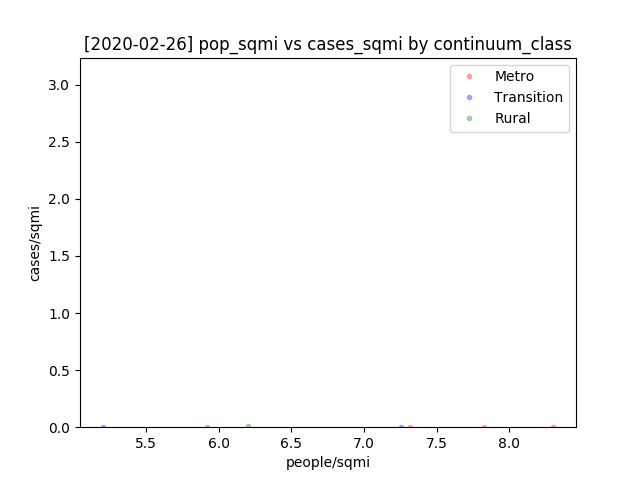 [2020-02-26] pop_sqmi vs cases_sqmi by continuum_class
Metro
Transition
Rural
3.0
2.5
2.0
1.5
1.0
0.5
0.0
cases/sqmi
5.5 6.0 6.5 7.0 7.5 8.0
people/sqmi